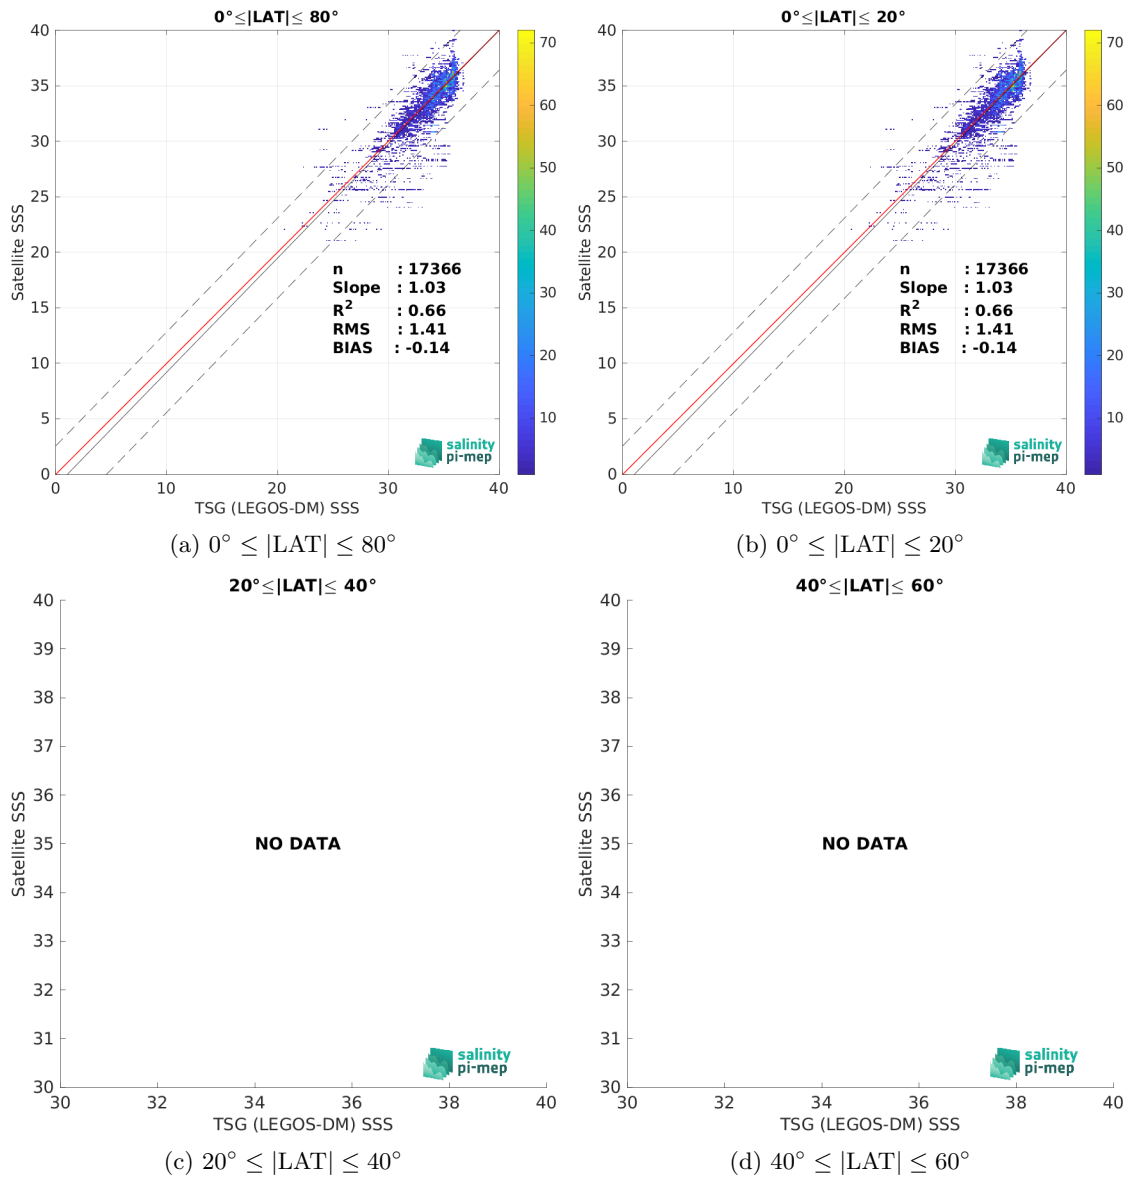 0°≤|LAT|≤ 80°
40
35
30
25
20
15
10
5
0
Satellite SSS
0
10
20
30
40
TSG (LEGOS-DM) SSS
n : 17366
Slope : 1.03
R² : 0.66
RMS : 1.41
BIAS : -0.14
salinity
pi-mep
70
60
50
40
30
20
10
(a) 0° ≤ |LAT| ≤ 80°
0°≤|LAT|≤ 20°
40
35
30
25
20
15
10
5
0
Satellite SSS
0
10
20
30
40
TSG (LEGOS-DM) SSS
n : 17366
Slope : 1.03
R² : 0.66
RMS : 1.41
BIAS : -0.14
salinity
pi-mep
70
60
50
40
30
20
10
(b) 0° ≤ |LAT| ≤ 20°
20°≤|LAT|≤ 40°
40
39
38
37
36
35
34
33
32
31
30
Satellite SSS
NO DATA
salinity
pi-mep
30
32
34
36
38
40
TSG (LEGOS-DM) SSS
(c) 20° ≤ |LAT| ≤ 40°
40°≤|LAT|≤ 60°
40
39
38
37
36
35
34
33
32
31
30
Satellite SSS
NO DATA
salinity
pi-mep
30
32
34
36
38
40
TSG (LEGOS-DM) SSS
(d) 40° ≤ |LAT| ≤ 60°